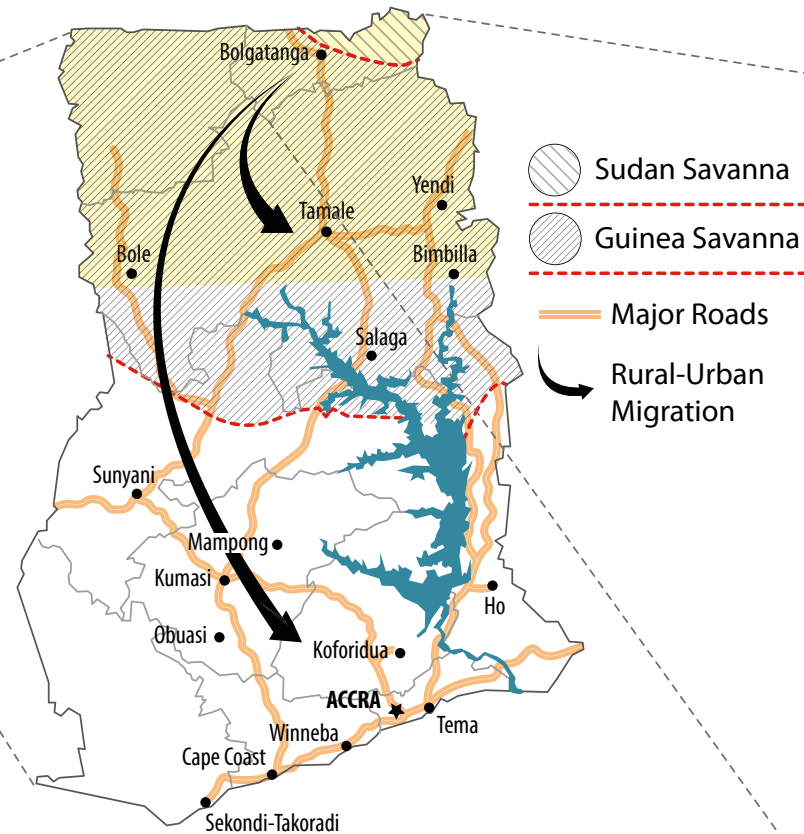 Bolgatanga
Sudan Savanna
Yendi
Tamale
Guinea Savanna
Bole
Bimbilla
Major Roads
Salaga
Rural-Urban
Migration
Sunyani
Mampong
Kumasi
Ho
Obuasi
Koforidua
ACCRA
Tema
Winneba
Cape Coast
Sekondi-Takoradi